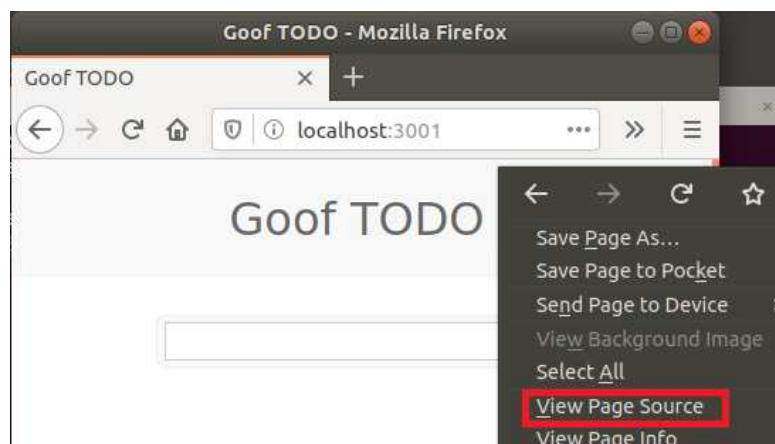 Goof TODO - Mozilla Firefox
Goof TODO
localhost:3001
Goof TODO
Save Page As...
Save Page to Pocket
Send Page to Device
View Background Image
Select All
View Page Source
View Page Info